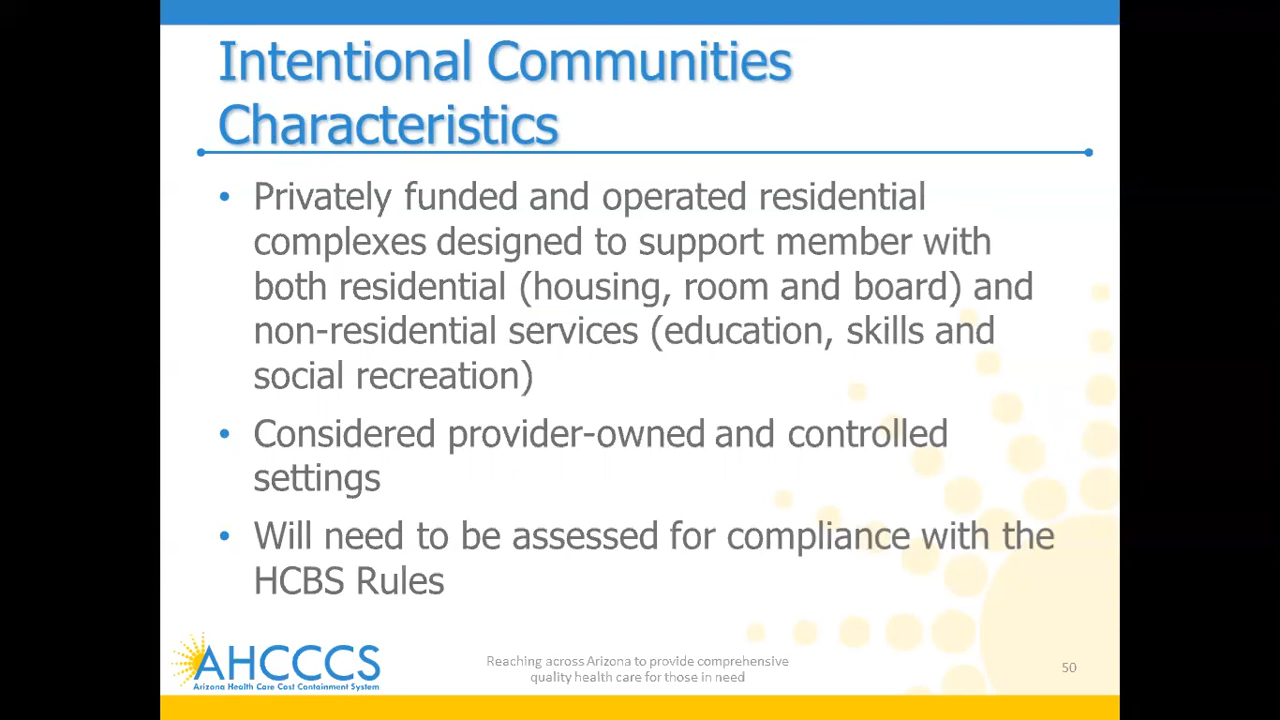 Intentional Communities
Characteristics
• Privately funded and operated residential
complexes designed to support member with
both residential (housing, room and board) and
non-residential services (education, skills and
social recreation)
• Considered provider-owned and controlled
settings
• Will need to be assessed for compliance with the
HCBS Rules
AHCCCS
Arizona Health Care Cost Containment System
Reaching across Arizona to provide comprehensive
quality health care for those in need
50